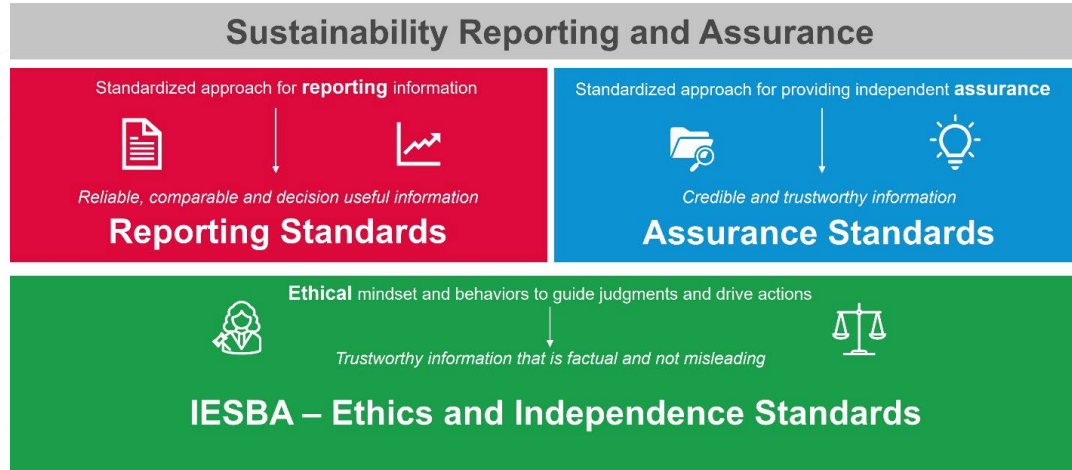 Sustainability Reporting and Assurance
Standardized approach for reporting information
Reliable, comparable and decision useful information
Reporting Standards
Standardized approach for providing independent assurance
Credible and trustworthy information
Assurance Standards
Ethical mindset and behaviors to guide judgments and drive actions
Trustworthy information that is factual and not misleading
IESBA – Ethics and Independence Standards